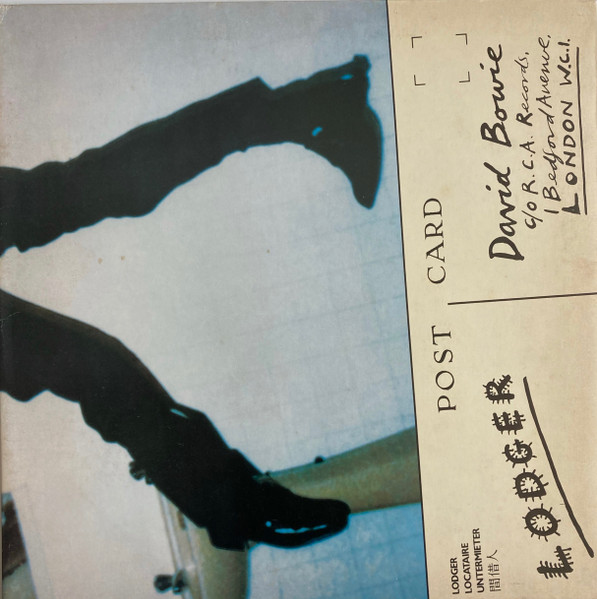 POST CARD
David Bowie
c/o R.C.A. Records,
1 Bedford Avenue,
LONDON W.C.1.
LODGER
LODGER
LOCATAIRE
UNTERMIETER
間借人